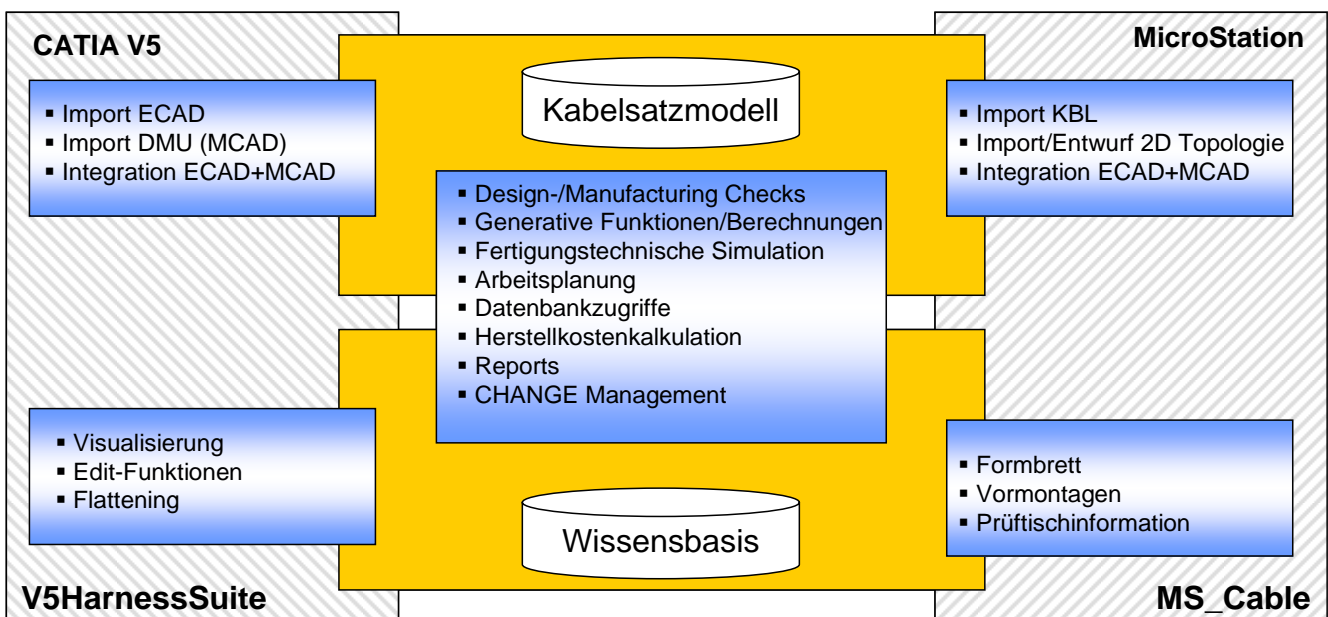 CATIA V5
▪ Import ECAD
▪ Import DMU (MCAD)
▪ Integration ECAD+MCAD
▪ Visualisierung
▪ Edit-Funktionen
▪ Flattening
V5HarnessSuite
Kabelsatzmodell
▪ Design-/Manufacturing Checks
▪ Generative Funktionen/Berechnungen
▪ Fertigungstechnische Simulation
▪ Arbeitsplanung
▪ Datenbankzugriffe
▪ Herstellkostenkalkulation
▪ Reports
▪ CHANGE Management
Wissensbasis
MicroStation
▪ Import KBL
▪ Import/Entwurf 2D Topologie
▪ Integration ECAD+MCAD
▪ Formbrett
▪ Vormontagen
▪ Prüftischinformation
MS_Cable